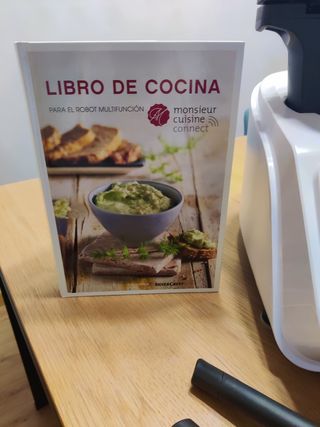 LIBRO DE COCINA
PARA EL ROBOT MULTIFUNCIÓN
monsieur
cuisine
connect
SILVERCREST